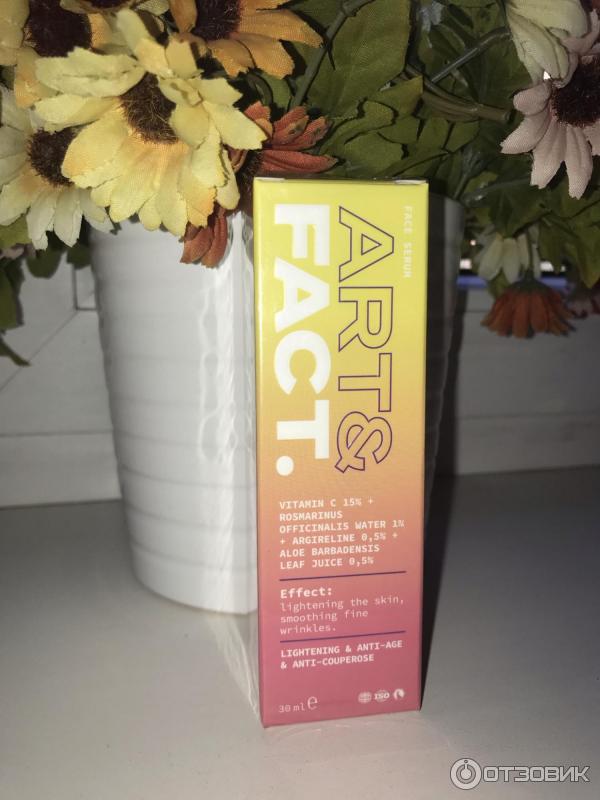 FACE SERUM
ART&
FACT.
VITAMIN C 15% +
ROSMARINUS
OFFICINALIS WATER 1%
+ ARGIRELINE 0,5% +
ALOE BARBADENSIS
LEAF JUICE 0,5%
Effect:
lightening the skin,
smoothing fine
wrinkles.
LIGHTENING & ANTI-AGE
& ANTI-COUPEROSE
30 ml ℮
ISO
ОТЗОВИК